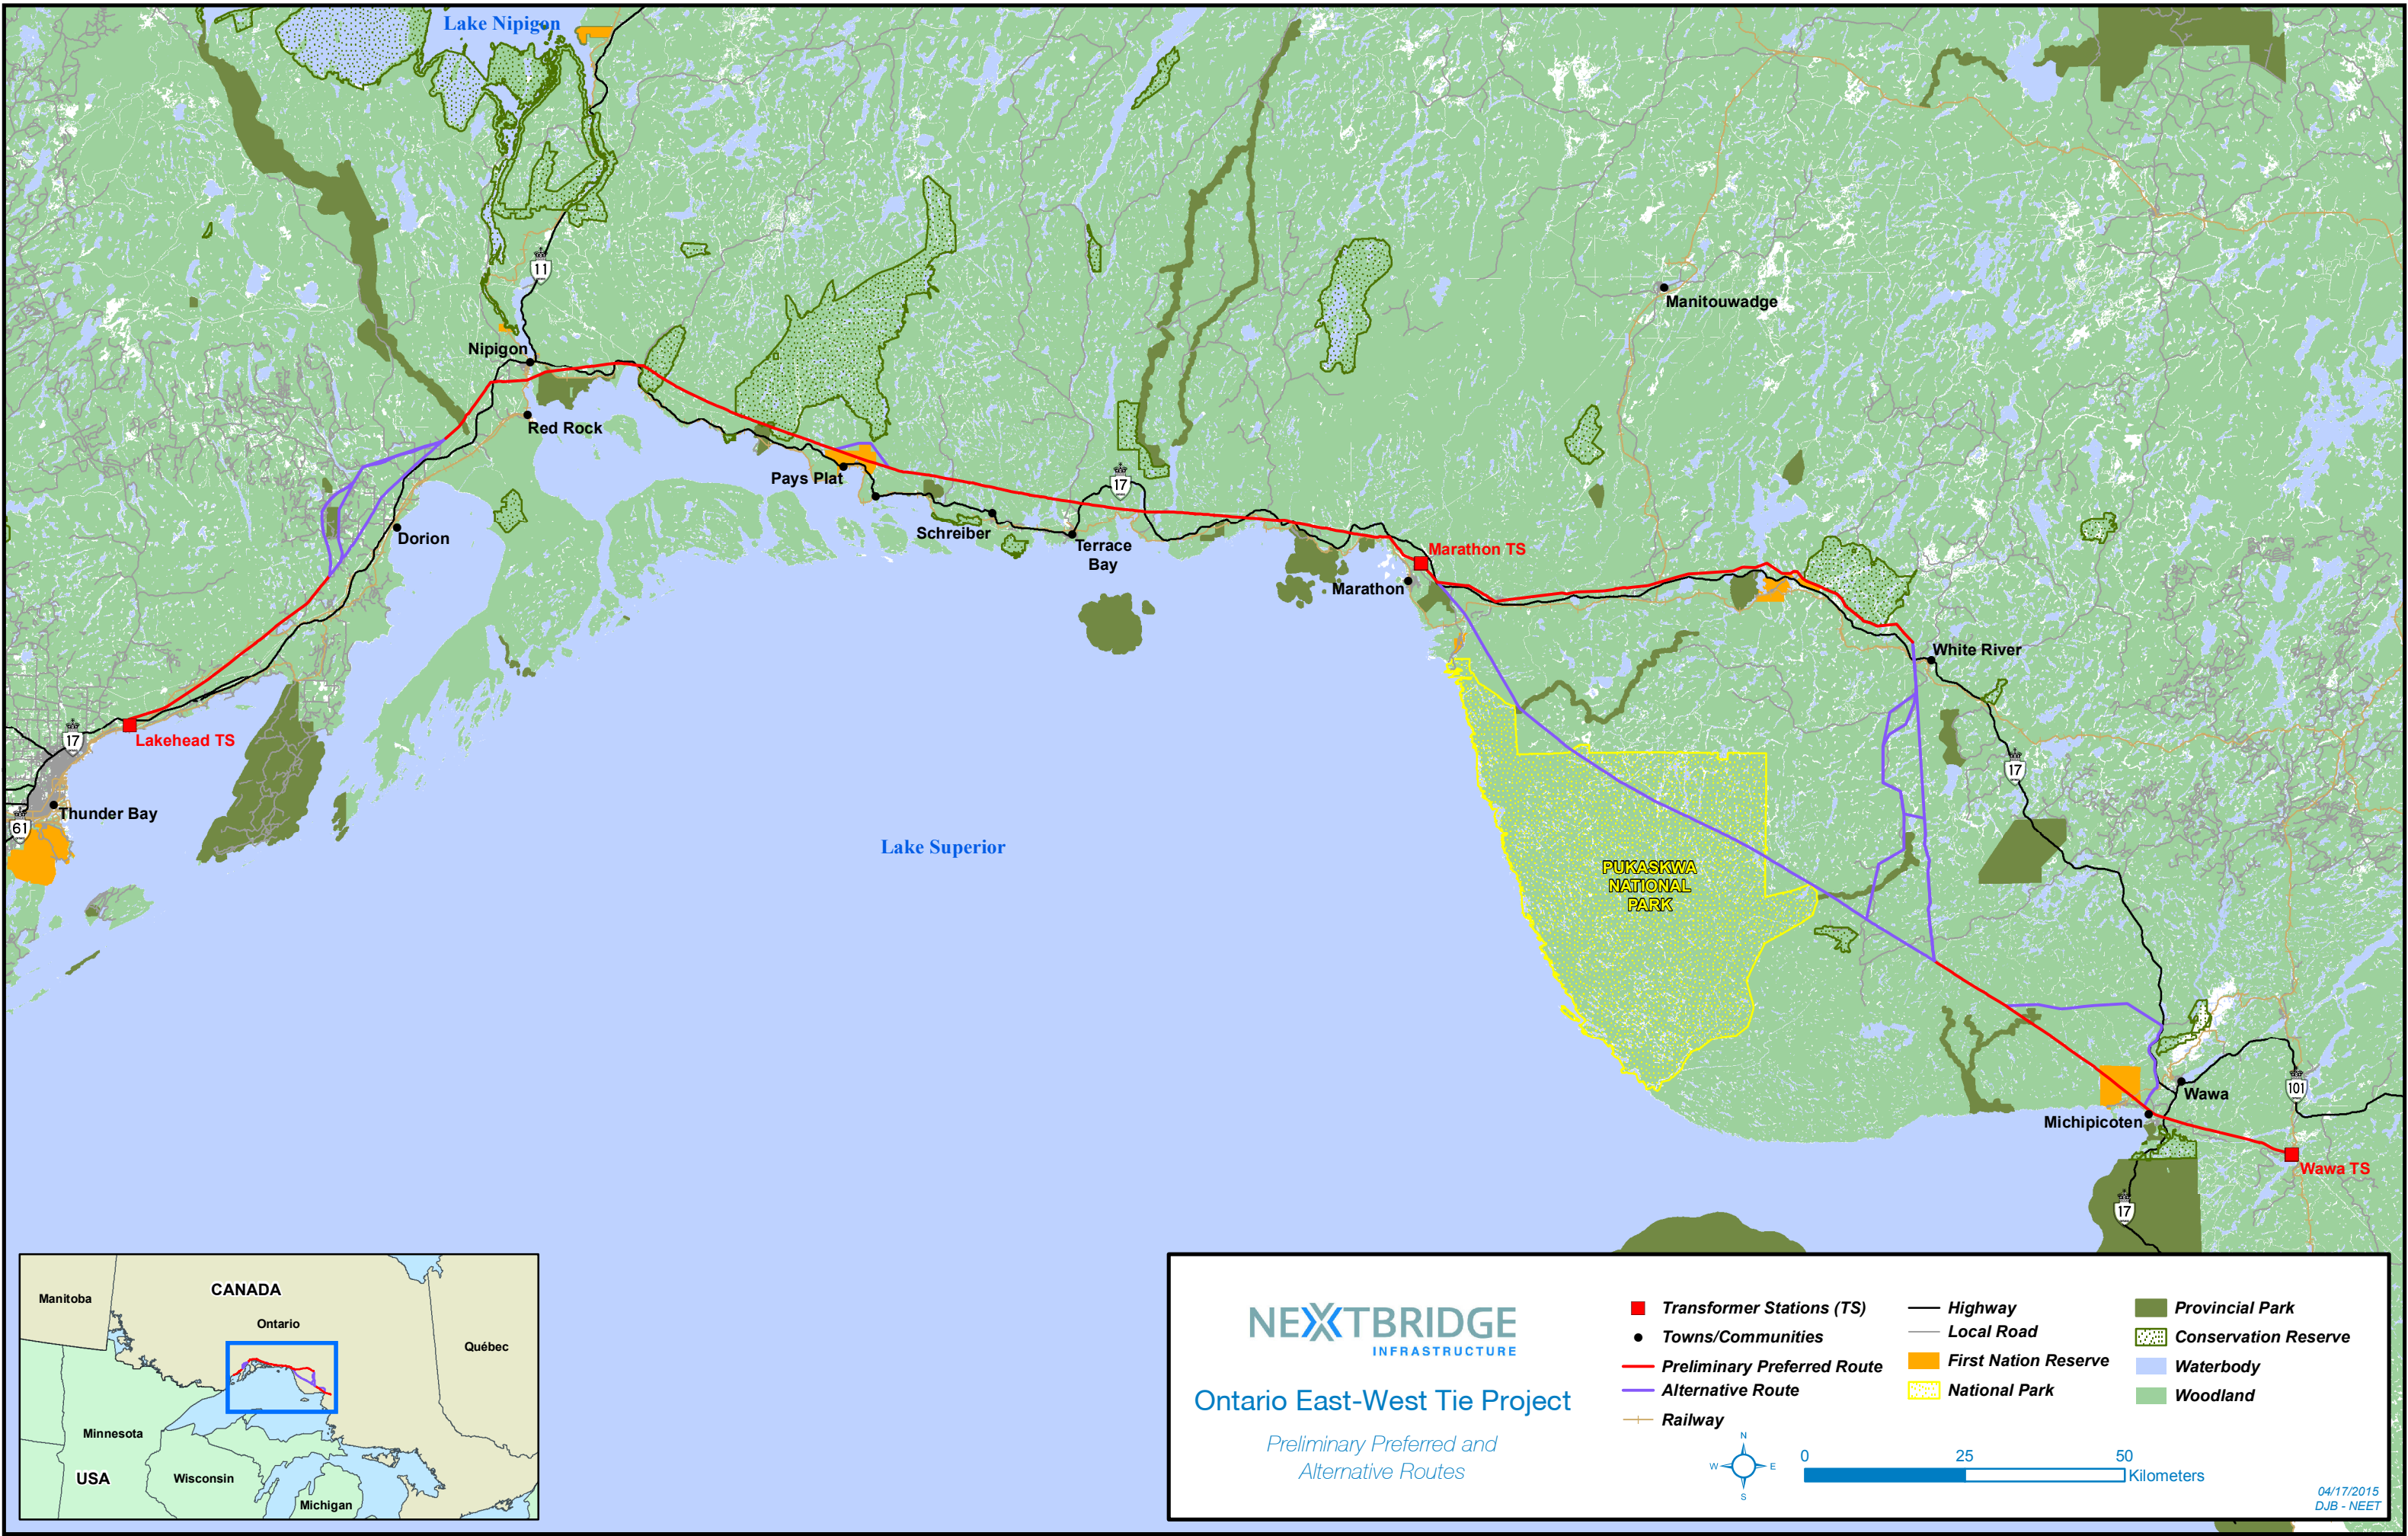 Lake Nipigon
11
Manitouwadge
Nipigon
Red Rock
Pays Plat
17
Schreiber
Terrace
Bay
Dorion
Marathon TS
Marathon
White River
Lakehead TS
17
17
Thunder Bay
61
Lake Superior
PUKASKWA
NATIONAL
PARK
101
Wawa
Michipicoten
Wawa TS
17
CANADA
Manitoba
Ontario
Québec
Minnesota
USA
Wisconsin
Michigan
NEXTBRIDGE
INFRASTRUCTURE
Ontario East-West Tie Project
Preliminary Preferred and
Alternative Routes
Transformer Stations (TS)
Towns/Communities
Preliminary Preferred Route
Alternative Route
Railway
Highway
Local Road
First Nation Reserve
National Park
Provincial Park
Conservation Reserve
Waterbody
Woodland
N
W E
S
0 25 50
Kilometers
04/17/2015
DJB - NEET